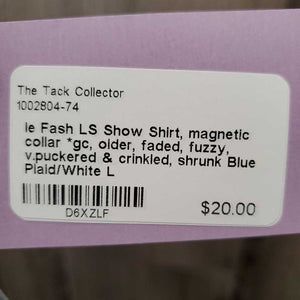 The Tack Collector
1002804-74
ie Fash LS Show Shirt, magnetic
collar *gc, older, faded, fuzzy,
v.puckered & crinkled, shrunk Blue
Plaid/White L
D6XZLF
$20.00